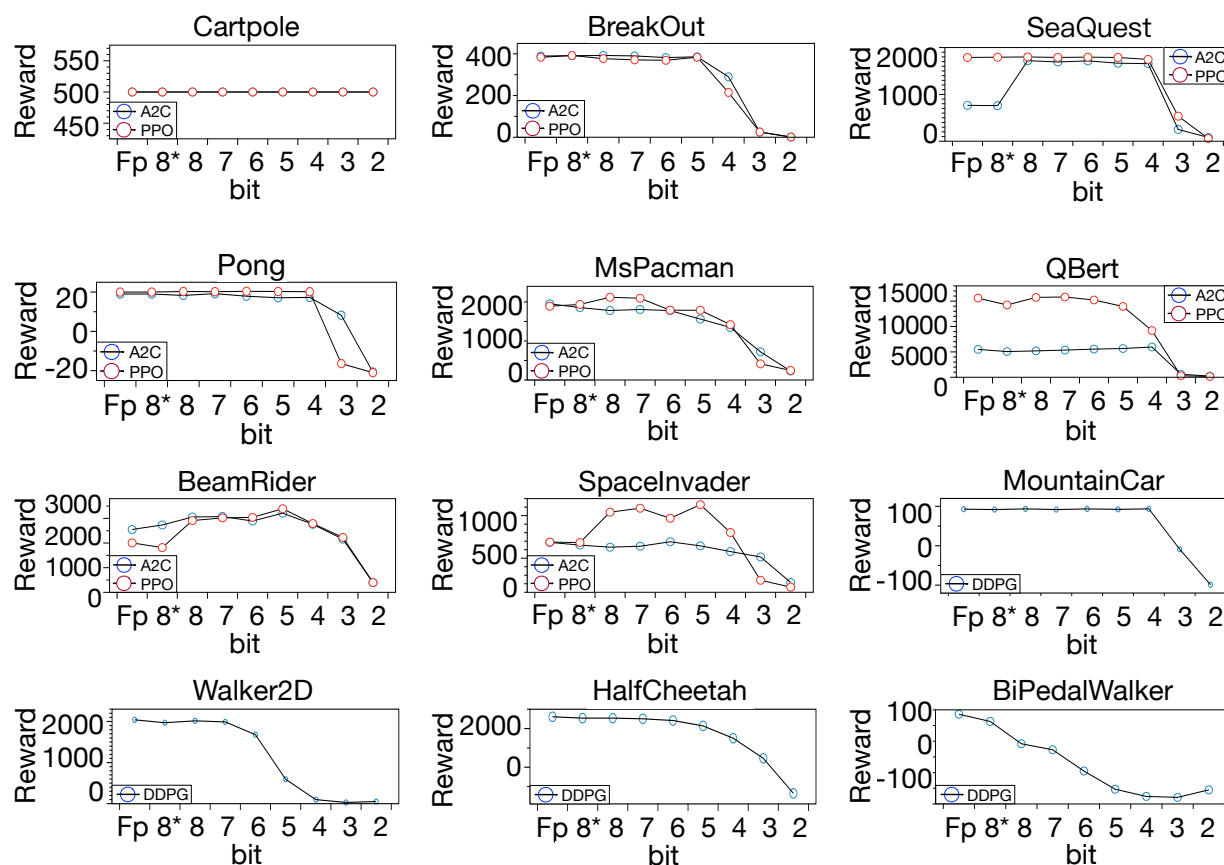 Cartpole
Reward
550
500
450
A2C
PPO
Fp 8* 8 7 6 5 4 3 2
bit
BreakOut
Reward
400
200
0
A2C
PPO
Fp 8* 8 7 6 5 4 3 2
bit
SeaQuest
Reward
2000
1000
0
A2C
PPO
Fp 8* 8 7 6 5 4 3 2
bit
Pong
Reward
20
0
-20
A2C
PPO
Fp 8* 8 7 6 5 4 3 2
bit
MsPacman
Reward
2000
1000
0
A2C
PPO
Fp 8* 8 7 6 5 4 3 2
bit
QBert
Reward
15000
10000
5000
0
A2C
PPO
Fp 8* 8 7 6 5 4 3 2
bit
BeamRider
Reward
3000
2000
1000
0
A2C
PPO
Fp 8* 8 7 6 5 4 3 2
bit
SpaceInvader
Reward
1000
500
0
A2C
PPO
Fp 8* 8 7 6 5 4 3 2
bit
MountainCar
Reward
100
0
-100
DDPG
Fp 8* 8 7 6 5 4 3 2
bit
Walker2D
Reward
2000
1000
0
DDPG
Fp 8* 8 7 6 5 4 3 2
bit
HalfCheetah
Reward
2000
0
DDPG
Fp 8* 8 7 6 5 4 3 2
bit
BiPedalWalker
Reward
100
0
-100
DDPG
Fp 8* 8 7 6 5 4 3 2
bit